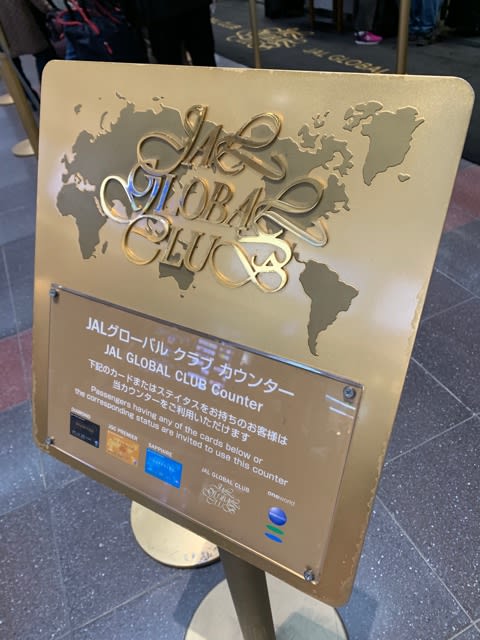 JAL GLOBAL
JAL
GLOBAL
CLUB
JALグローバル クラブ カウンター
JAL GLOBAL CLUB Counter
下記のカードまたはステイタスをお持ちのお客様は
当カウンターをご利用いただけます
Passengers having any of the cards below or
the corresponding status are invited to use this counter
DIAMOND
JGC PREMIER
SAPPHIRE
JAL GLOBAL CLUB
JAL
GLOBAL
CLUB
oneworld